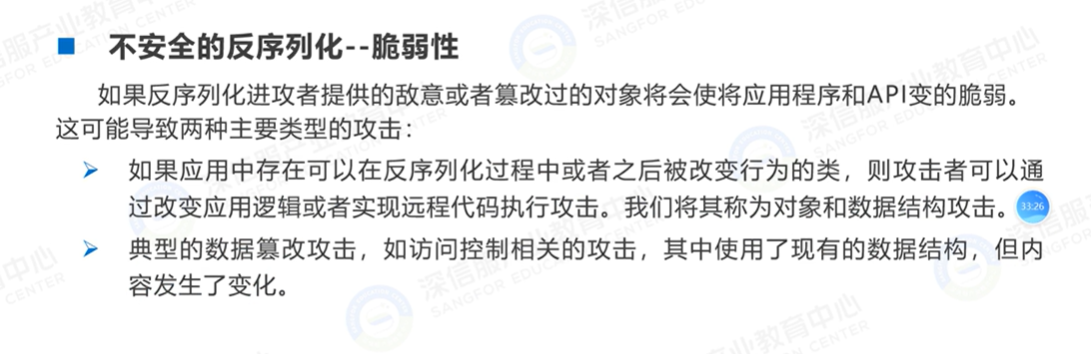 不安全的反序列化--脆弱性
如果反序列化进攻者提供的敌意或者篡改过的对象将会使将应用程序和API变的脆弱。
这可能导致两种主要类型的攻击：
如果应用中存在可以在反序列化过程中或者之后被改变行为的类，则攻击者可以通
过改变应用逻辑或者实现远程代码执行攻击。我们将其称为对象和数据结构攻击。
33:26
典型的数据篡改攻击，如访问控制相关的攻击，其中使用了现有的数据结构，但内
容发生了变化。
深信服产业教育中心
SANGFOR EDUCATION CENTER